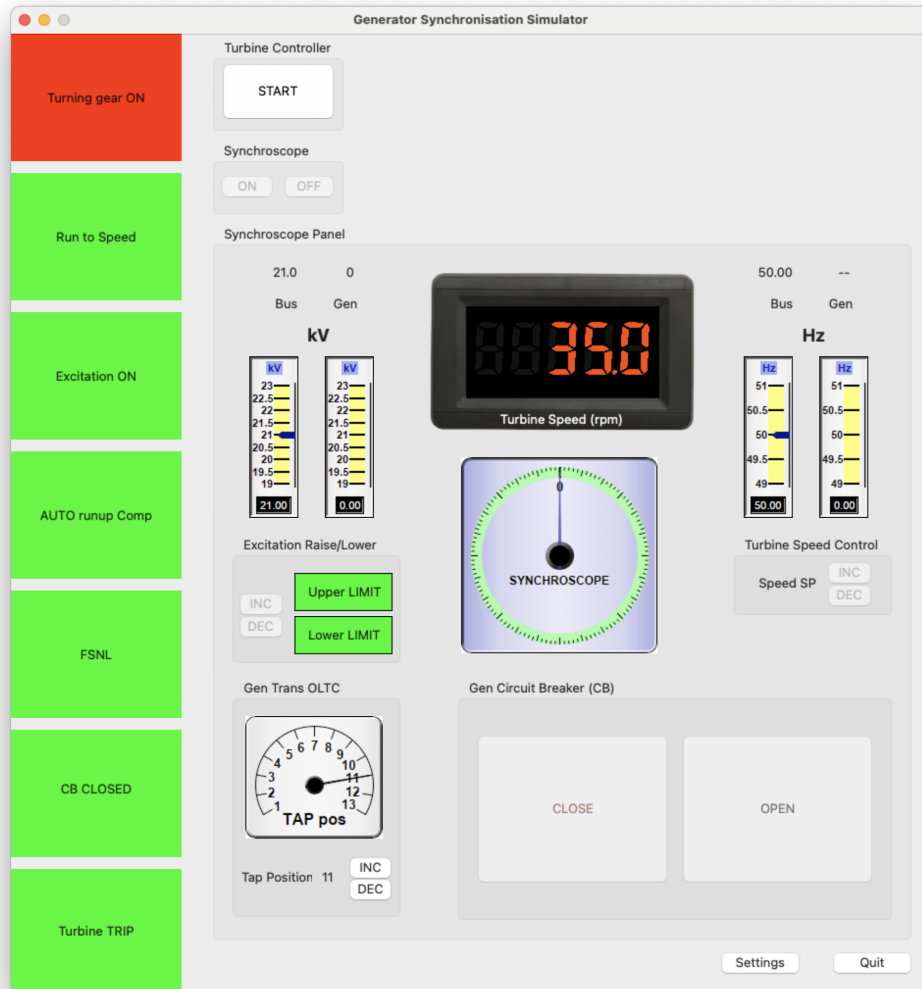 Generator Synchronisation Simulator
Turning gear ON
Run to Speed
Excitation ON
AUTO runup Comp
FSNL
CB CLOSED
Turbine TRIP
Turbine Controller
START
Synchroscope
ON OFF
Synchroscope Panel
21.0 0
Bus Gen
kV
kV
23
22.5
22
21.5
21
20.5
20
19.5
19
21.00
kV
23
22.5
22
21.5
21
20.5
20
19.5
19
0.00
35.0
Turbine Speed (rpm)
50.00 --
Bus Gen
Hz
Hz
51
50.5
50
49.5
49
50.00
Hz
51
50.5
50
49.5
49
0.00
0
SYNCHROSCOPE
Excitation Raise/Lower
INC
DEC
Upper LIMIT
Lower LIMIT
Turbine Speed Control
Speed SP
INC
DEC
Gen Trans OLTC
1 2 3 4 5 6 7 8 9 10 11 12 13
TAP pos
Tap Position 11
INC
DEC
Gen Circuit Breaker (CB)
CLOSE OPEN
Settings Quit